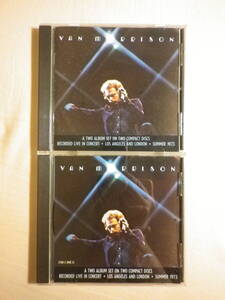 VAN MORRISON
A TWO ALBUM SET ON TWO COMPACT DISCS
RECORDED LIVE IN CONCERT • LOS ANGELES AND LONDON • SUMMER 1973
VAN MORRISON
A TWO ALBUM SET ON TWO COMPACT DISCS
RECORDED LIVE IN CONCERT • LOS ANGELES AND LONDON • SUMMER 1973